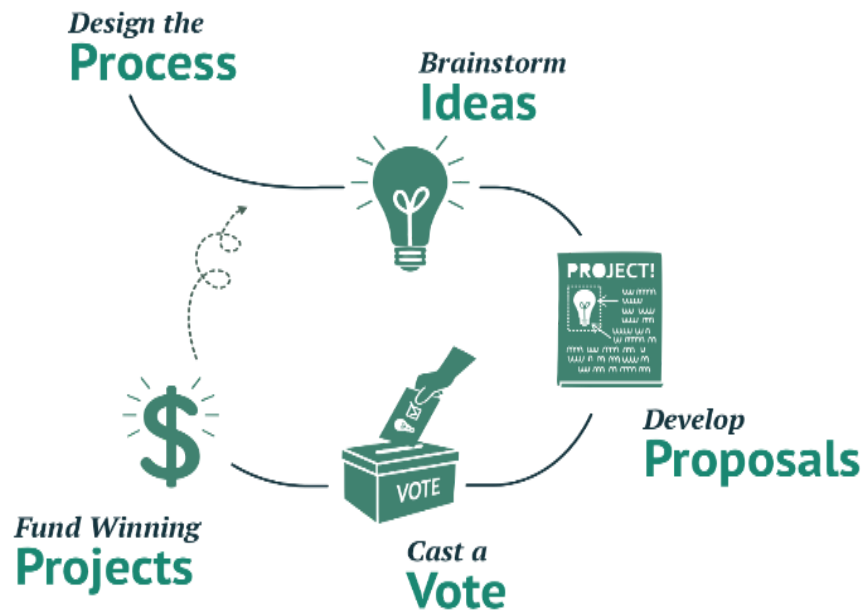 Design the
Process
Brainstorm
Ideas
PROJECT!
Develop
Proposals
VOTE
Cast a
Vote
Fund Winning
Projects